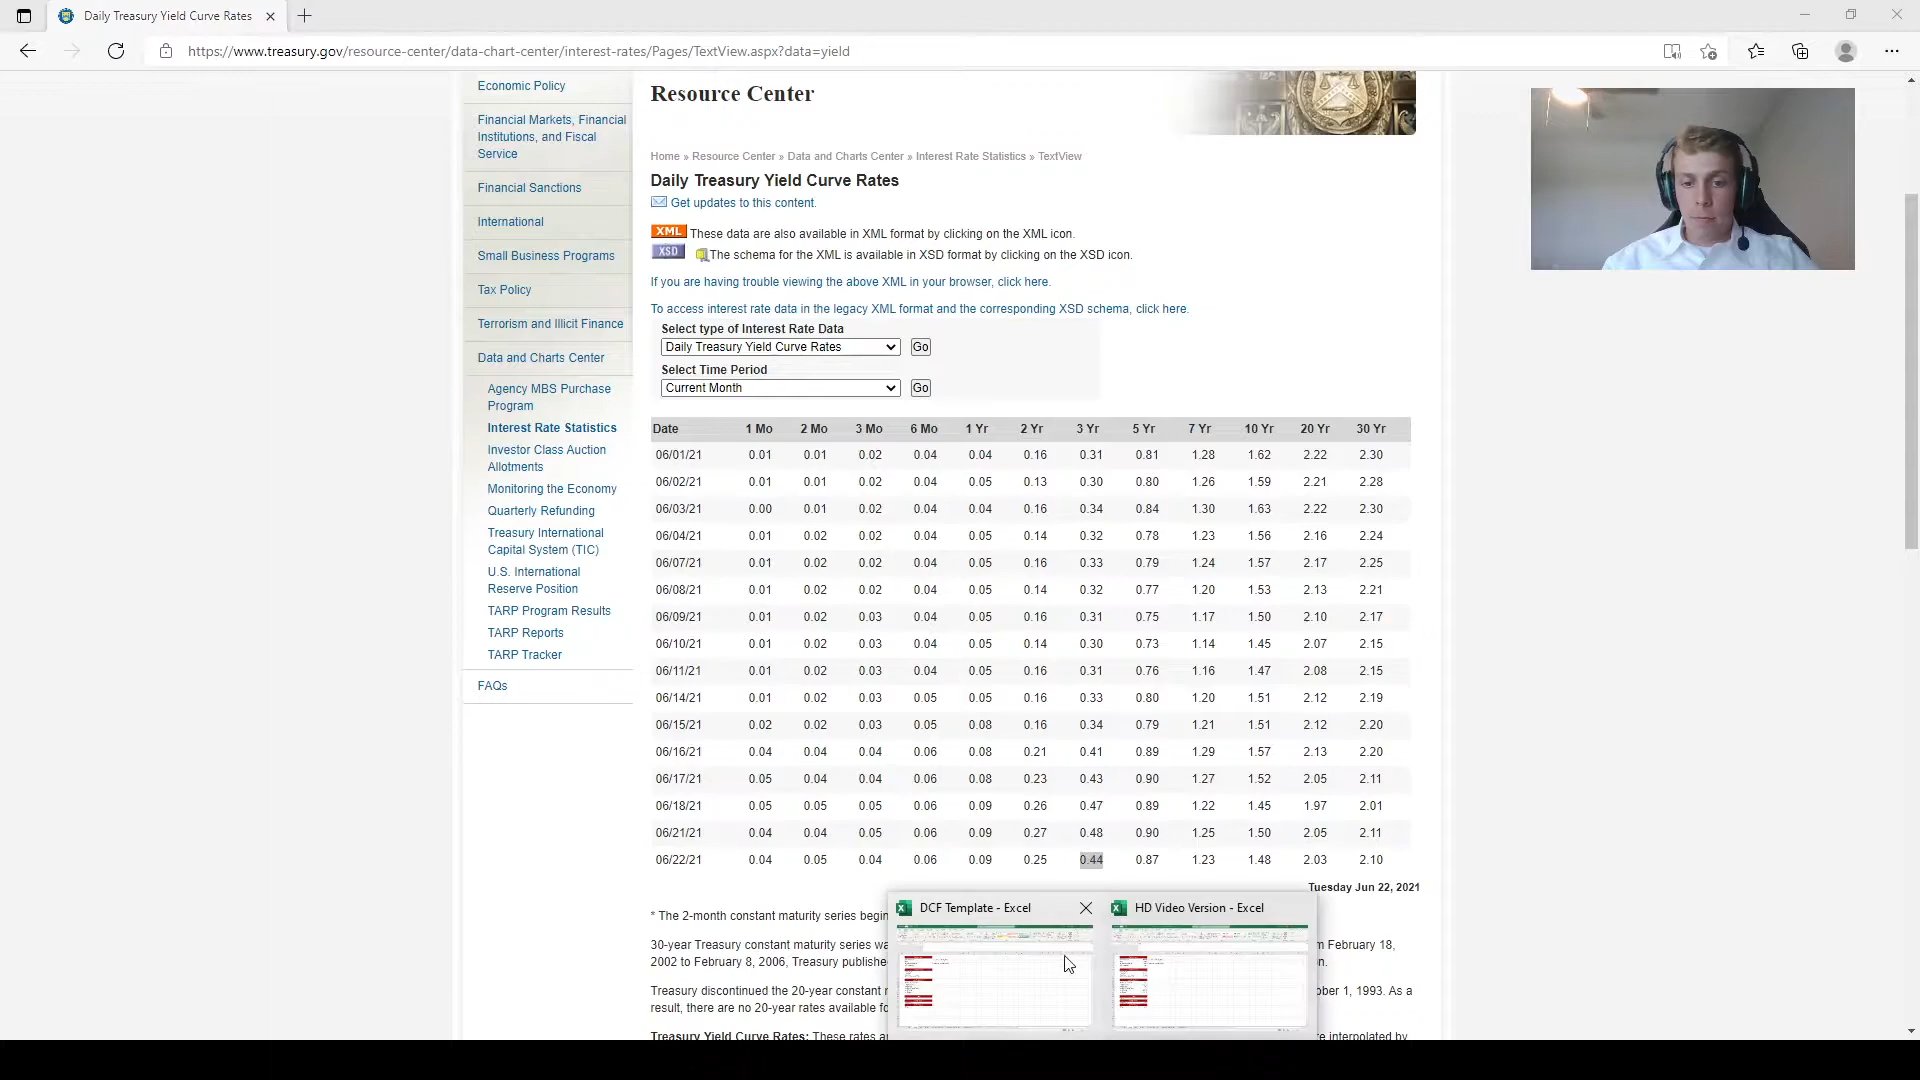 Daily Treasury Yield Curve Rates
https://www.treasury.gov/resource-center/data-chart-center/interest-rates/Pages/TextView.aspx?data=yield
Economic Policy
Financial Markets, Financial
Institutions, and Fiscal
Service
Financial Sanctions
International
Small Business Programs
Tax Policy
Terrorism and Illicit Finance
Data and Charts Center
Agency MBS Purchase
Program
Interest Rate Statistics
Investor Class Auction
Allotments
Monitoring the Economy
Quarterly Refunding
Treasury International
Capital System (TIC)
U.S. International
Reserve Position
TARP Program Results
TARP Reports
TARP Tracker
FAQs
Resource Center
Home » Resource Center » Data and Charts Center » Interest Rate Statistics » TextView
Daily Treasury Yield Curve Rates
Get updates to this content.
XML These data are also available in XML format by clicking on the XML icon.
XSD The schema for the XML is available in XSD format by clicking on the XSD icon.
If you are having trouble viewing the above XML in your browser, click here.
To access interest rate data in the legacy XML format and the corresponding XSD schema, click here.
Select type of Interest Rate Data
Daily Treasury Yield Curve Rates Go
Select Time Period
Current Month Go
Date 1 Mo 2 Mo 3 Mo 6 Mo 1 Yr 2 Yr 3 Yr 5 Yr 7 Yr 10 Yr 20 Yr 30 Yr
06/01/21 0.01 0.01 0.02 0.04 0.04 0.16 0.31 0.81 1.28 1.62 2.22 2.30
06/02/21 0.01 0.01 0.02 0.04 0.05 0.13 0.30 0.80 1.26 1.59 2.21 2.28
06/03/21 0.00 0.01 0.02 0.04 0.04 0.16 0.34 0.84 1.30 1.63 2.22 2.30
06/04/21 0.01 0.02 0.02 0.04 0.05 0.14 0.32 0.78 1.23 1.56 2.16 2.24
06/07/21 0.01 0.02 0.02 0.04 0.05 0.16 0.33 0.79 1.24 1.57 2.17 2.25
06/08/21 0.01 0.02 0.02 0.04 0.05 0.14 0.32 0.77 1.20 1.53 2.13 2.21
06/09/21 0.01 0.02 0.03 0.04 0.05 0.16 0.31 0.75 1.17 1.50 2.10 2.17
06/10/21 0.01 0.02 0.03 0.04 0.05 0.14 0.30 0.73 1.14 1.45 2.07 2.15
06/11/21 0.01 0.02 0.03 0.04 0.05 0.16 0.31 0.76 1.16 1.47 2.08 2.15
06/14/21 0.01 0.02 0.03 0.05 0.05 0.16 0.33 0.80 1.20 1.51 2.12 2.19
06/15/21 0.02 0.02 0.03 0.05 0.08 0.16 0.34 0.79 1.21 1.51 2.12 2.20
06/16/21 0.04 0.04 0.04 0.06 0.08 0.21 0.41 0.89 1.29 1.57 2.13 2.20
06/17/21 0.05 0.04 0.04 0.06 0.08 0.23 0.43 0.90 1.27 1.52 2.05 2.11
06/18/21 0.05 0.05 0.05 0.06 0.09 0.26 0.47 0.89 1.22 1.45 1.97 2.01
06/21/21 0.04 0.04 0.05 0.06 0.09 0.27 0.48 0.90 1.25 1.50 2.05 2.11
06/22/21 0.04 0.05 0.04 0.06 0.09 0.25 0.44 0.87 1.23 1.48 2.03 2.10
Tuesday Jun 22, 2021
* The 2-month constant maturity series begin
30-year Treasury constant maturity series wa m February 18,
2002 to February 8, 2006, Treasury publishe n.
Treasury discontinued the 20-year constant ober 1, 1993. As a
result, there are no 20-year rates available fo
Treasury Yield Curve Rates: These rates a re interpolated by
DCF Template - Excel
HD Video Version - Excel